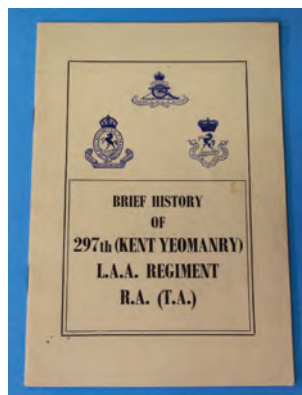 BRIEF HISTORY
OF
297th (KENT YEOMANRY)
L.A.A. REGIMENT
R.A. (T.A.)